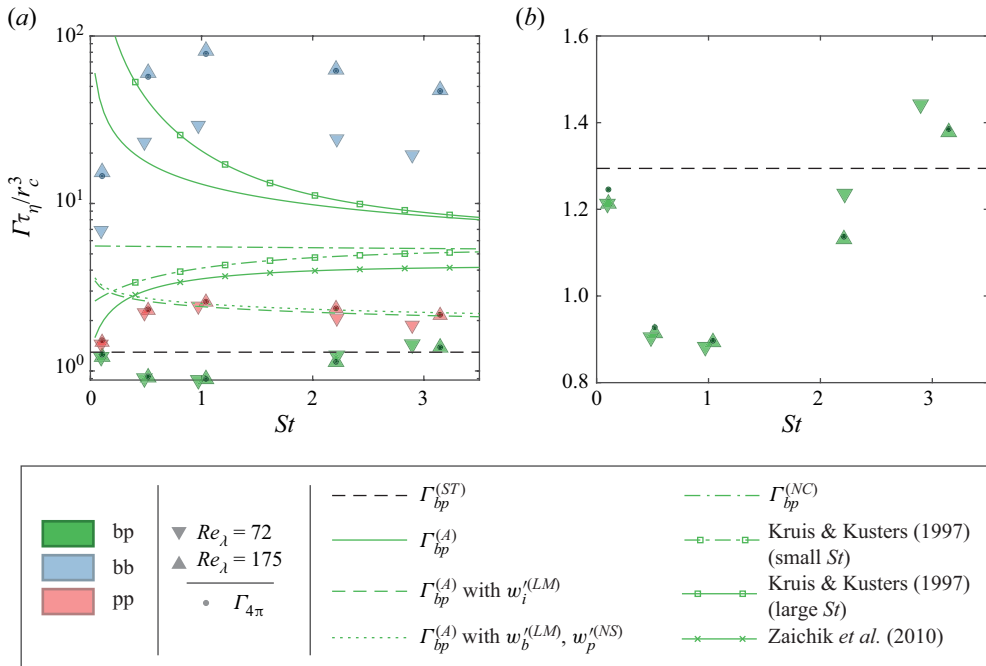 (a)
(b)
10²
10¹
10⁰
Γτ_η/r_c³
0 1 2 3
St
1.6
1.4
1.2
1.0
0.8
0 1 2 3
St
bp
bb
pp
Re_λ = 72
Re_λ = 175
Γ_4π
Γ_bp^(ST)
Γ_bp^(A)
Γ_bp^(A) with w_i′^(LM)
Γ_bp^(A) with w_b′^(LM), w_p′^(NS)
Γ_bp^(NC)
Kruis & Kusters (1997)
(small St)
Kruis & Kusters (1997)
(large St)
Zaichik et al. (2010)